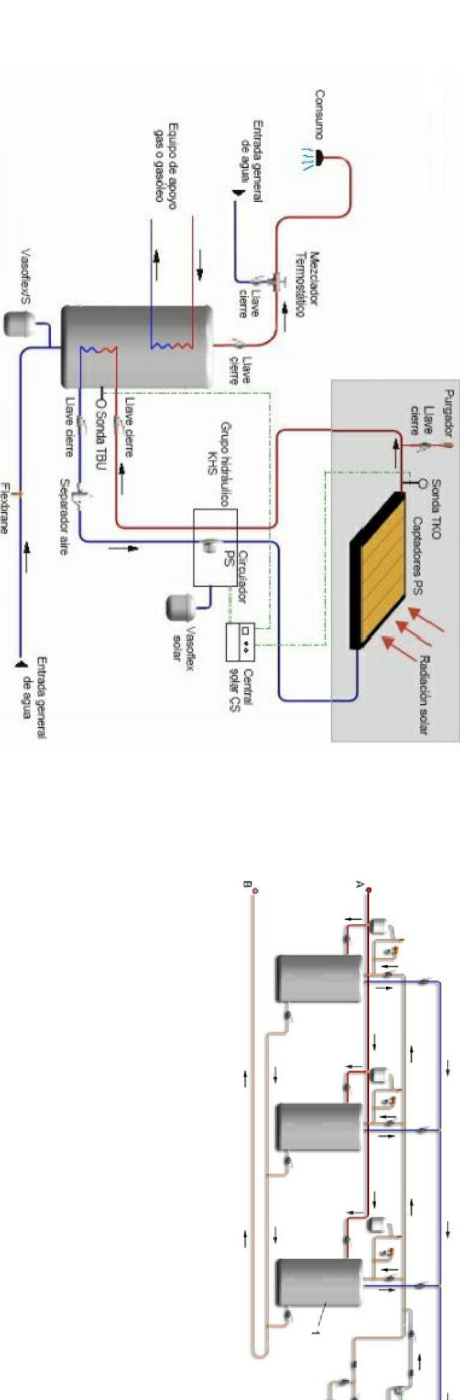 Purgador
Llave
cierre
Sonda TKO
Captadores PS
Radiación solar
Consumo
Entrada general
de agua
Mezclador
Termostático
Llave
cierre
Llave
cierre
Equipo de apoyo
gas o gasóleo
Grupo hidráulico
KHS
Circulador
PS
Central
solar CS
Vasoflex
solar
Llave cierre
Sonda TBU
Llave cierre
Separador aire
Vasoflex/S
Flexbrane
Entrada general
de agua
A
B
1